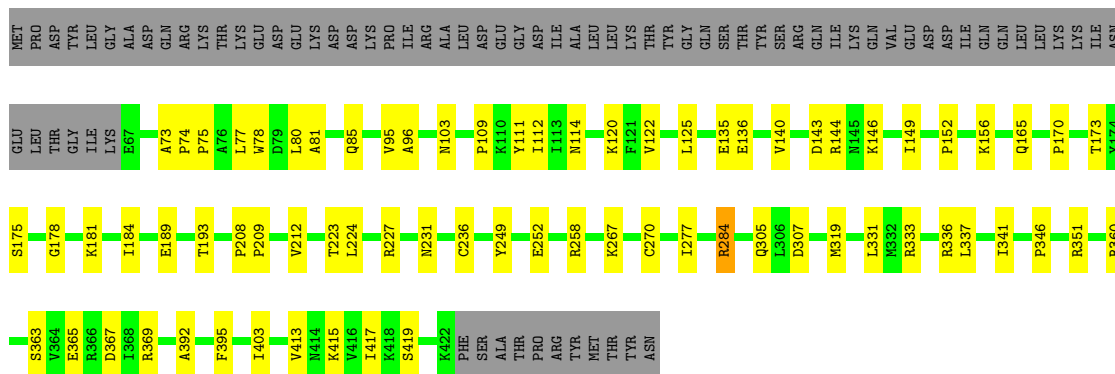 MET PRO ASP TYR LEU GLY ALA ASP GLN ARG LYS THR LYS GLU ASP GLU LYS ASP ASP LYS PRO ILE ARG ALA LEU ASP GLU GLY ASP ILE ALA LEU LEU LYS THR TYR GLY GLN SER THR TYR SER ARG GLN ILE LYS GLN VAL GLU ASP ASP ILE GLN GLN LEU LEU LYS LYS ILE ASN
GLU LEU THR GLY ILE LYS E67 A73 P74 P75 A76 L77 W78 D79 L80 A81 Q85 V95 A96 N103 P109 K110 Y111 I112 I113 N114 K120 F121 V122 L125 E135 E136 V140 D143 R144 N145 K146 I149 P152 K156 Q165 P170 T173 Y174
S175 G178 K181 I184 E189 T193 P208 P209 V212 T223 L224 R227 N231 C236 Y249 E252 R258 K267 C270 I277 R284 Q305 L306 D307 M319 L331 M332 R333 R336 L337 I341 P346 R351 R360
S363 V364 E365 R366 D367 I368 R369 A392 F395 I403 V413 N414 K415 V416 I417 K418 S419 K422 PHE SER ALA THR PRO ARG TYR MET THR TYR ASN